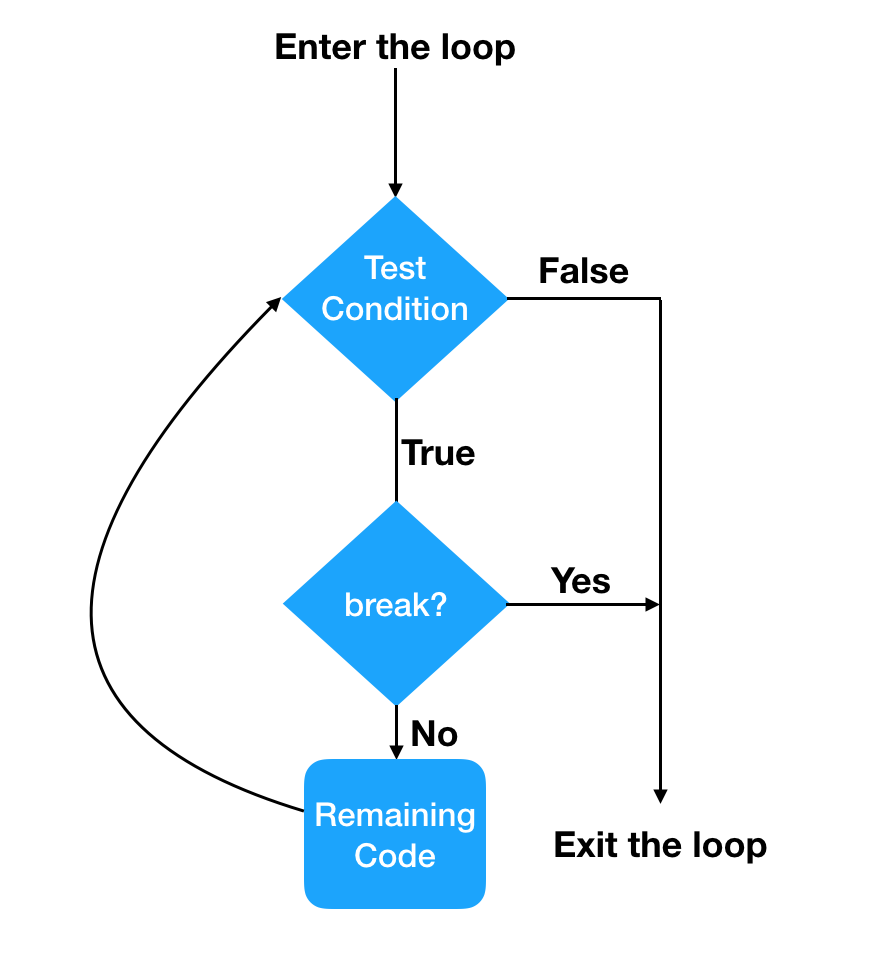 Enter the loop
Test
Condition
False
True
break?
Yes
No
Remaining
Code
Exit the loop